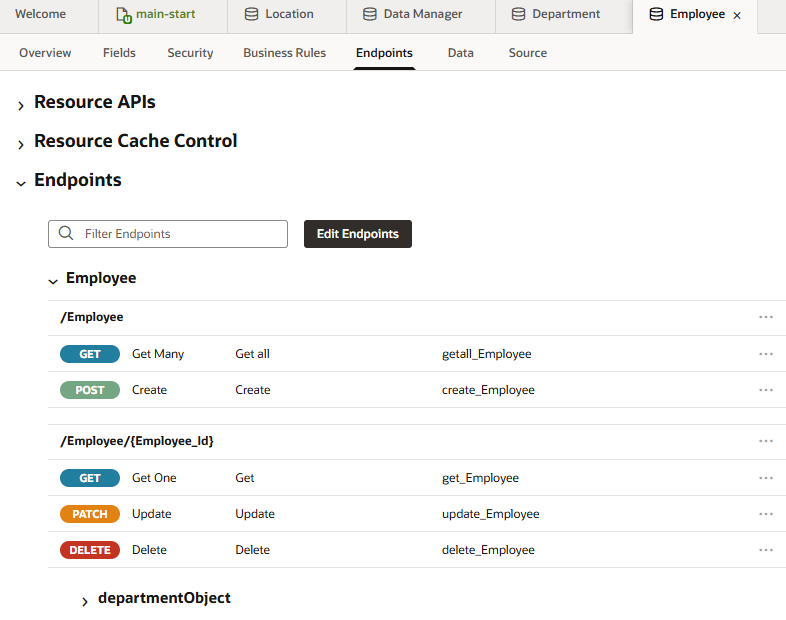 Welcome main-start Location Data Manager Department Employee
Overview Fields Security Business Rules Endpoints Data Source
Resource APIs
Resource Cache Control
Endpoints
Filter Endpoints Edit Endpoints
Employee
/Employee
GET Get Many Get all getall_Employee
POST Create Create create_Employee
/Employee/{Employee_Id}
GET Get One Get get_Employee
PATCH Update Update update_Employee
DELETE Delete Delete delete_Employee
departmentObject